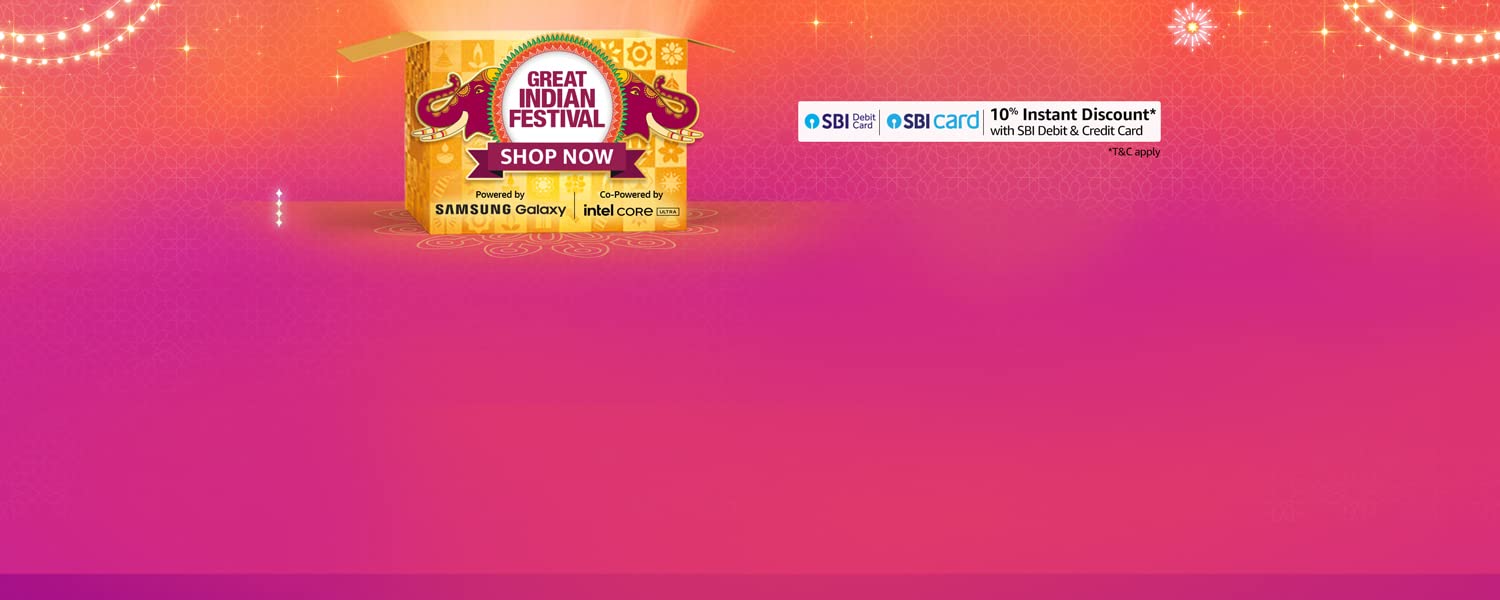 GREAT
INDIAN
FESTIVAL
SHOP NOW
Powered by
SAMSUNG Galaxy
Co-Powered by
intel CORE ULTRA
SBI Debit Card
SBI card
10% Instant Discount*
with SBI Debit & Credit Card
*T&C apply